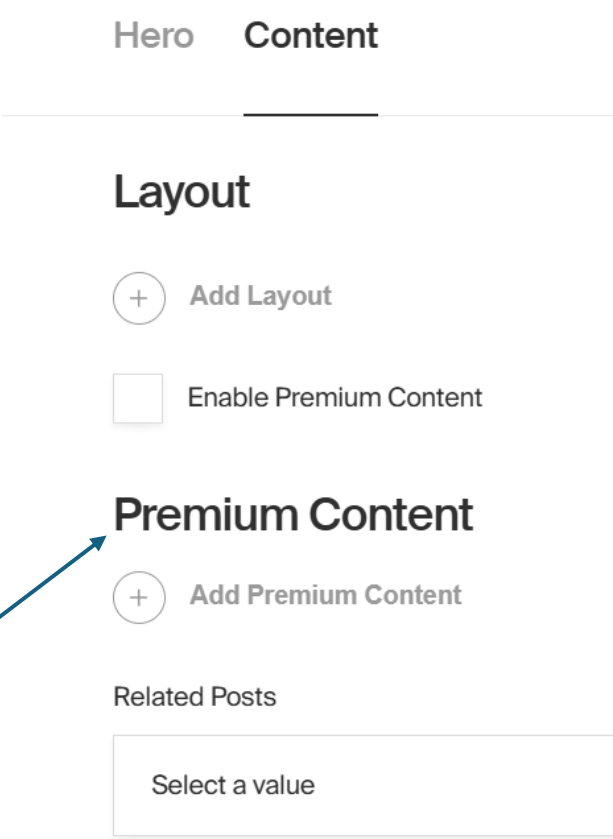 Hero Content
Layout
Add Layout
Enable Premium Content
Premium Content
Add Premium Content
Related Posts
Select a value